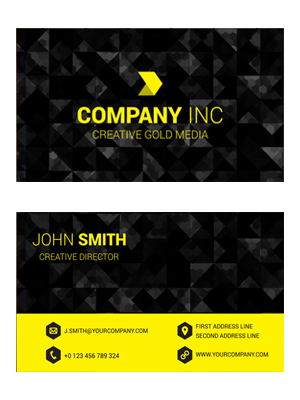 COMPANY INC
CREATIVE GOLD MEDIA
JOHN SMITH
CREATIVE DIRECTOR
J.SMITH@YOURCOMPANY.COM
+0 123 456 789 324
FIRST ADDRESS LINE
SECOND ADDRESS LINE
WWW.YOURCOMPANY.COM